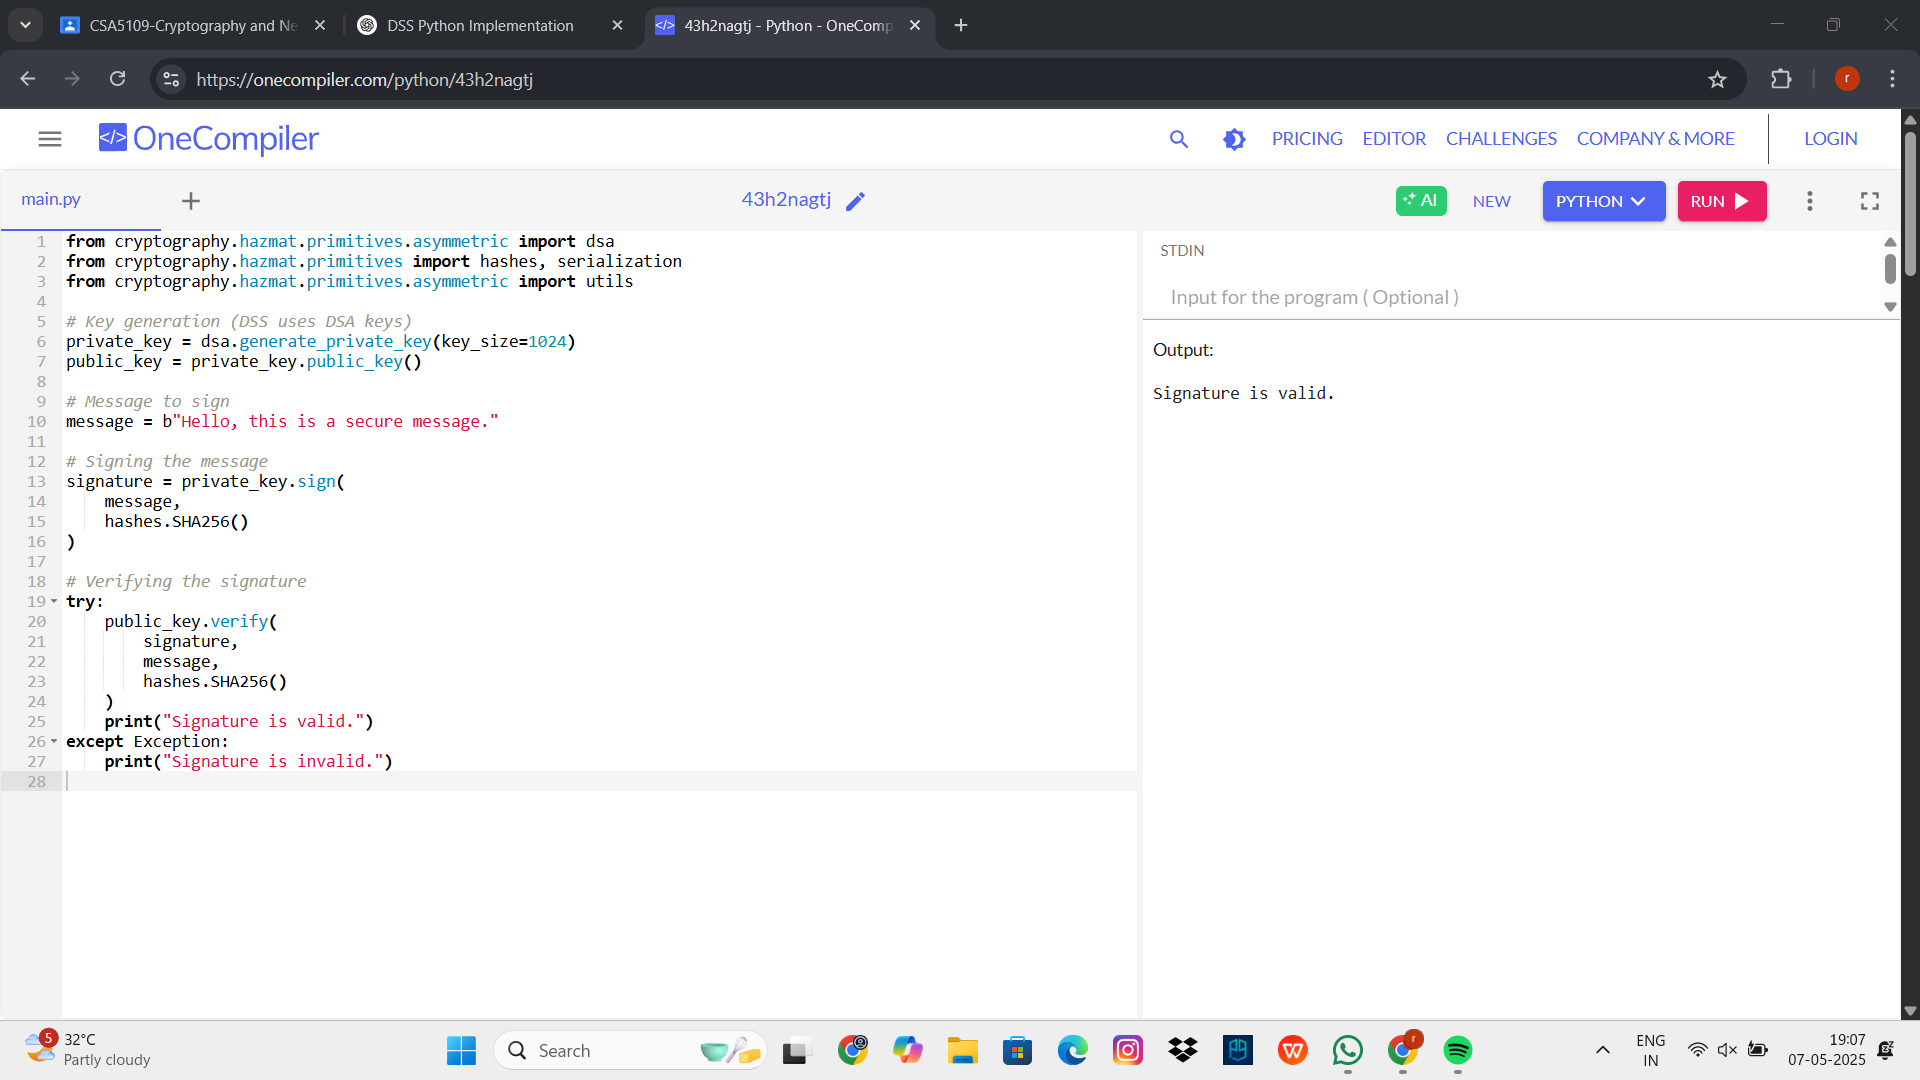 CSA5109-Cryptography and Ne
DSS Python Implementation
43h2nagtj - Python - OneComp
https://onecompiler.com/python/43h2nagtj
r
</> OneCompiler
PRICING EDITOR CHALLENGES COMPANY & MORE LOGIN
main.py
43h2nagtj
AI NEW PYTHON RUN
1 from cryptography.hazmat.primitives.asymmetric import dsa
2 from cryptography.hazmat.primitives import hashes, serialization
3 from cryptography.hazmat.primitives.asymmetric import utils
4
5 # Key generation (DSS uses DSA keys)
6 private_key = dsa.generate_private_key(key_size=1024)
7 public_key = private_key.public_key()
8
9 # Message to sign
10 message = b"Hello, this is a secure message."
11
12 # Signing the message
13 signature = private_key.sign(
14     message,
15     hashes.SHA256()
16 )
17
18 # Verifying the signature
19 try:
20     public_key.verify(
21         signature,
22         message,
23         hashes.SHA256()
24     )
25     print("Signature is valid.")
26 except Exception:
27     print("Signature is invalid.")
28
STDIN
Input for the program ( Optional )
Output:
Signature is valid.
5
32°C
Partly cloudy
Search
r
ENG
IN
19:07
07-05-2025